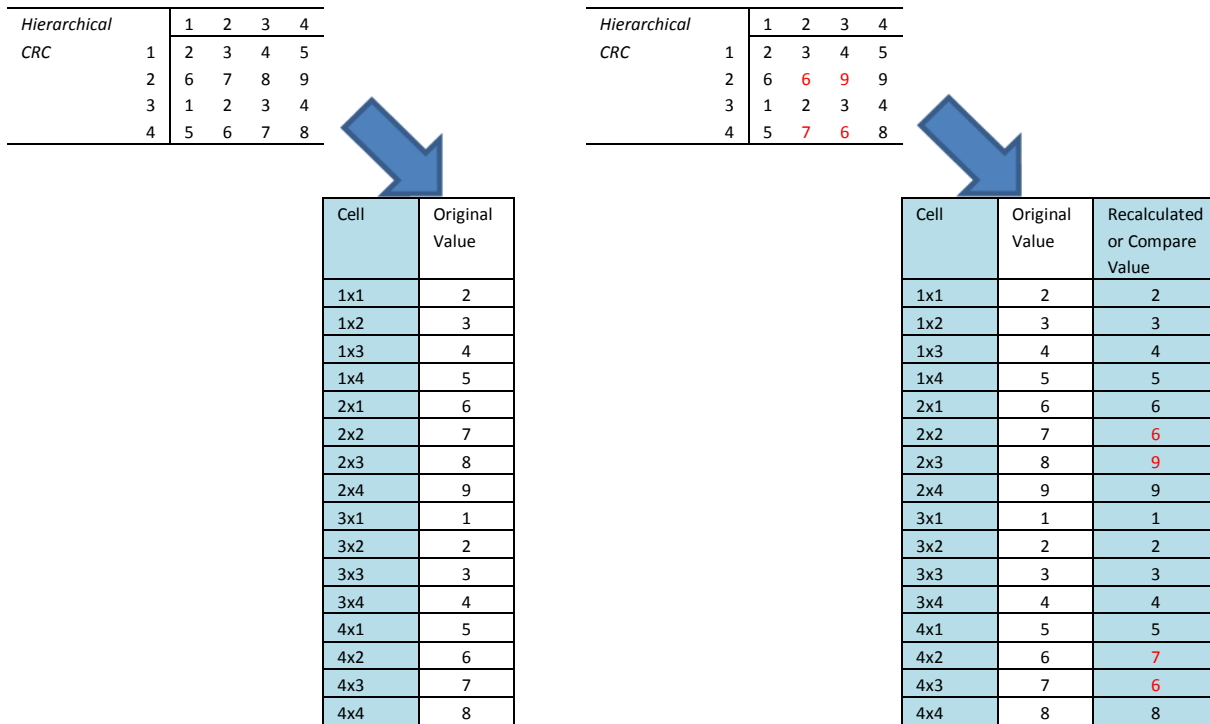 Hierarchical 1 2 3 4
CRC 1 2 3 4 5
2 6 7 8 9
3 1 2 3 4
4 5 6 7 8
Cell Original
Value
1x1 2
1x2 3
1x3 4
1x4 5
2x1 6
2x2 7
2x3 8
2x4 9
3x1 1
3x2 2
3x3 3
3x4 4
4x1 5
4x2 6
4x3 7
4x4 8
Hierarchical 1 2 3 4
CRC 1 2 3 4 5
2 6 6 9 9
3 1 2 3 4
4 5 7 6 8
Cell Original Recalculated
Value or Compare
Value
1x1 2 2
1x2 3 3
1x3 4 4
1x4 5 5
2x1 6 6
2x2 7 6
2x3 8 9
2x4 9 9
3x1 1 1
3x2 2 2
3x3 3 3
3x4 4 4
4x1 5 5
4x2 6 7
4x3 7 6
4x4 8 8